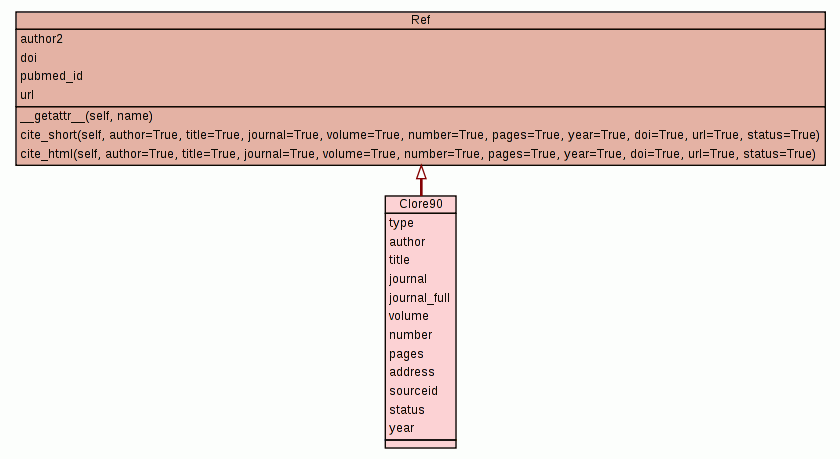 Ref
author2
doi
pubmed_id
url
__getattr__(self, name)
cite_short(self, author=True, title=True, journal=True, volume=True, number=True, pages=True, year=True, doi=True, url=True, status=True)
cite_html(self, author=True, title=True, journal=True, volume=True, number=True, pages=True, year=True, doi=True, url=True, status=True)
Clore90
type
author
title
journal
journal_full
volume
number
pages
address
sourceid
status
year